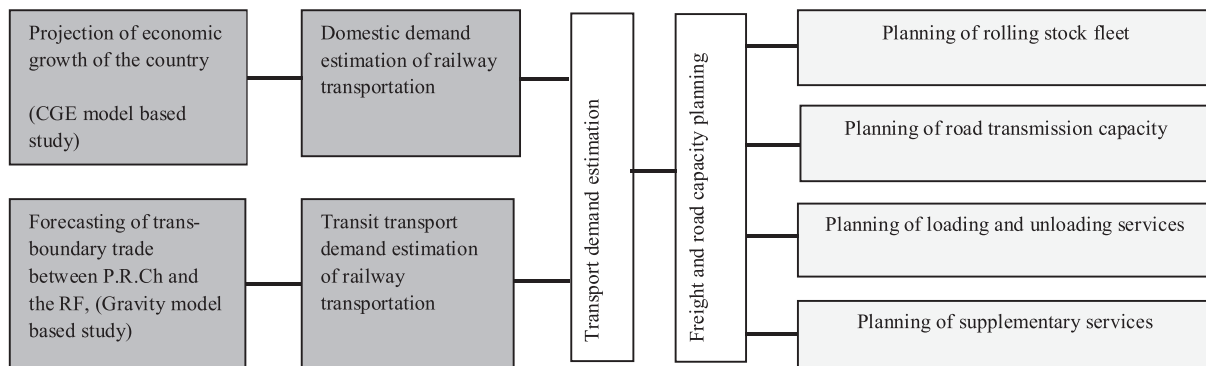 Projection of economic
growth of the country
(CGE model based
study)
Domestic demand
estimation of railway
transportation
Forecasting of trans-
boundary trade
between P.R.Ch and
the RF, (Gravity model
based study)
Transit transport
demand estimation
of railway
transportation
Transport demand estimation
Freight and road capacity planning
Planning of rolling stock fleet
Planning of road transmission capacity
Planning of loading and unloading services
Planning of supplementary services